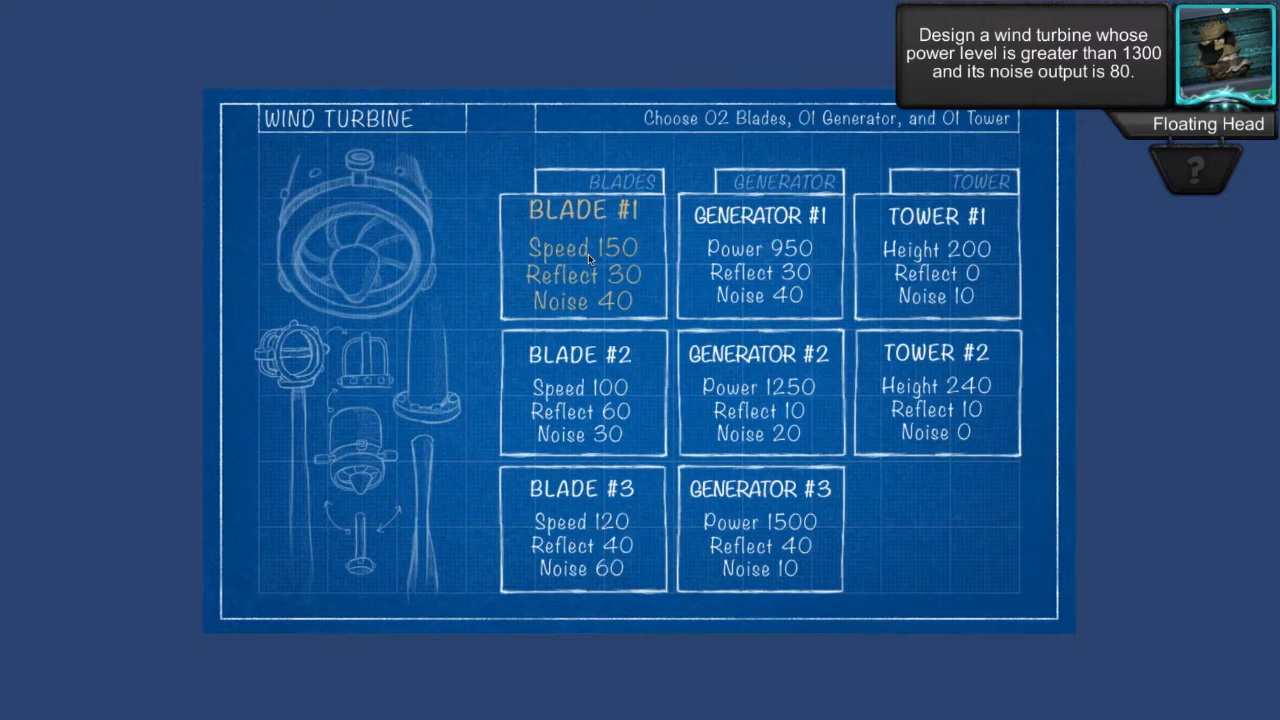 Design a wind turbine whose
power level is greater than 1300
and its noise output is 80.
Floating Head
?
WIND TURBINE
Choose 02 Blades, 01 Generator, and 01 Tower
BLADES
GENERATOR
TOWER
BLADE #1
Speed 150
Reflect 30
Noise 40
GENERATOR #1
Power 950
Reflect 30
Noise 40
TOWER #1
Height 200
Reflect 0
Noise 10
BLADE #2
Speed 100
Reflect 60
Noise 30
GENERATOR #2
Power 1250
Reflect 10
Noise 20
TOWER #2
Height 240
Reflect 10
Noise 0
BLADE #3
Speed 120
Reflect 40
Noise 60
GENERATOR #3
Power 1500
Reflect 40
Noise 10